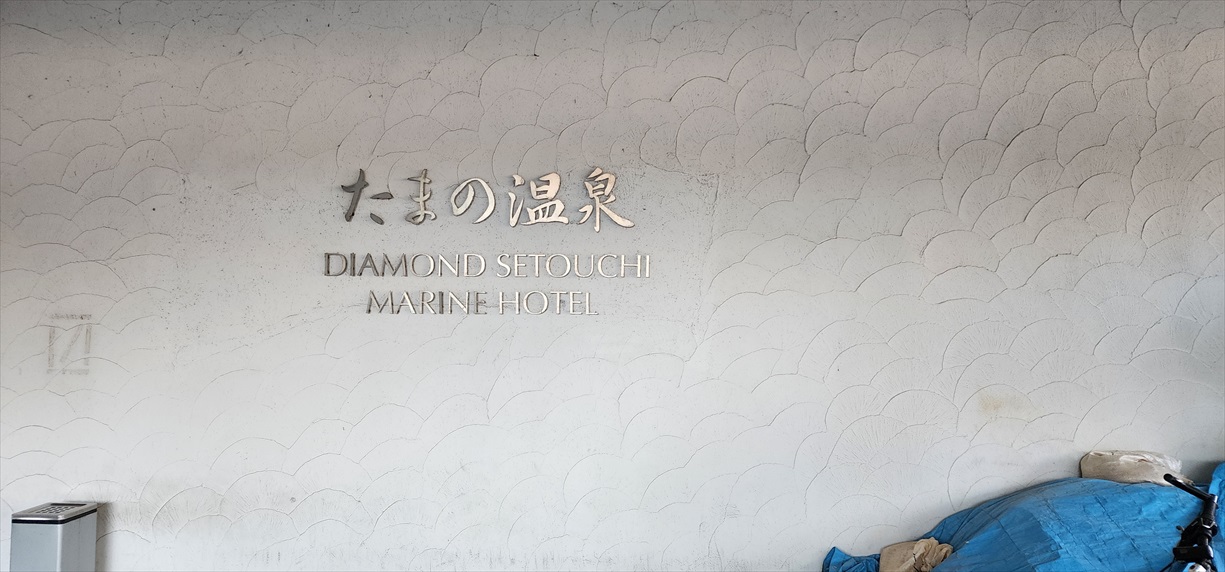 たまの温泉
DIAMOND SETOUCHI
MARINE HOTEL